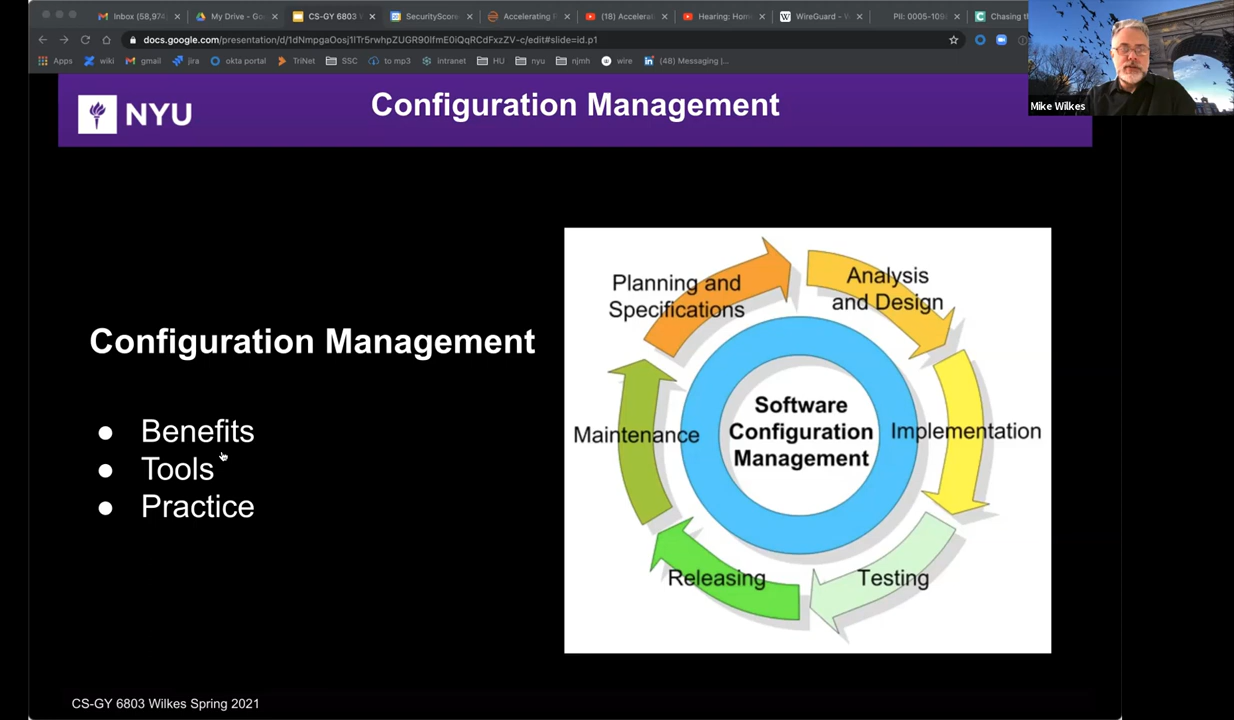 Inbox (58,974
My Drive - Go
CS-GY 6803
SecurityScore
Accelerating
(18) Accelera
Hearing: Hom
WireGuard - W
PII: 0005-109
Chasing th
docs.google.com/presentation/d/1dNmpgaOosj1ITr5rwhpZUGR90lfmE0iQqRCdFxzZV-c/edit#slide=id.p1
Apps
wiki
gmail
jira
okta portal
TriNet
SSC
to mp3
intranet
HU
nyu
njmh
wire
(48) Messaging |...
Mike Wilkes
NYU
Configuration Management
Configuration Management
● Benefits
● Tools
● Practice
Planning and
Specifications
Analysis
and Design
Implementation
Testing
Releasing
Maintenance
Software
Configuration
Management
CS-GY 6803 Wilkes Spring 2021